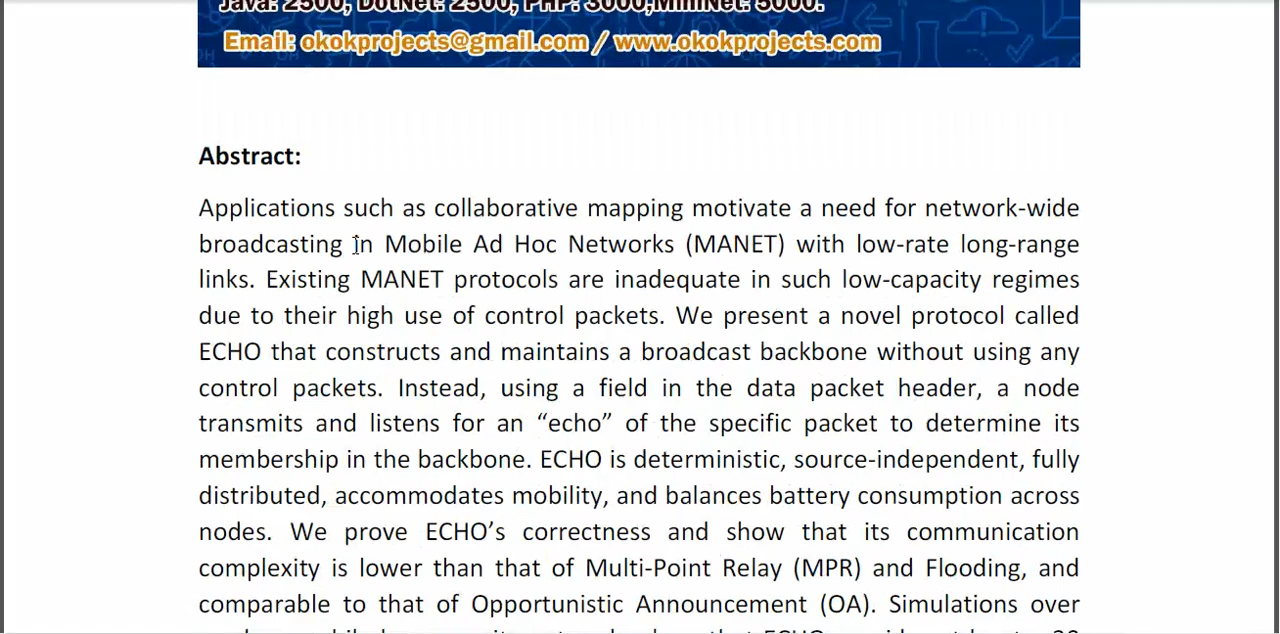 Java: 2500, DotNet: 2500, PHP: 3000,MiniNet: 5000.
Email: okokprojects@gmail.com / www.okokprojects.com
Abstract:
Applications such as collaborative mapping motivate a need for network-wide
broadcasting in Mobile Ad Hoc Networks (MANET) with low-rate long-range
links. Existing MANET protocols are inadequate in such low-capacity regimes
due to their high use of control packets. We present a novel protocol called
ECHO that constructs and maintains a broadcast backbone without using any
control packets. Instead, using a field in the data packet header, a node
transmits and listens for an “echo” of the specific packet to determine its
membership in the backbone. ECHO is deterministic, source-independent, fully
distributed, accommodates mobility, and balances battery consumption across
nodes. We prove ECHO’s correctness and show that its communication
complexity is lower than that of Multi-Point Relay (MPR) and Flooding, and
comparable to that of Opportunistic Announcement (OA). Simulations over